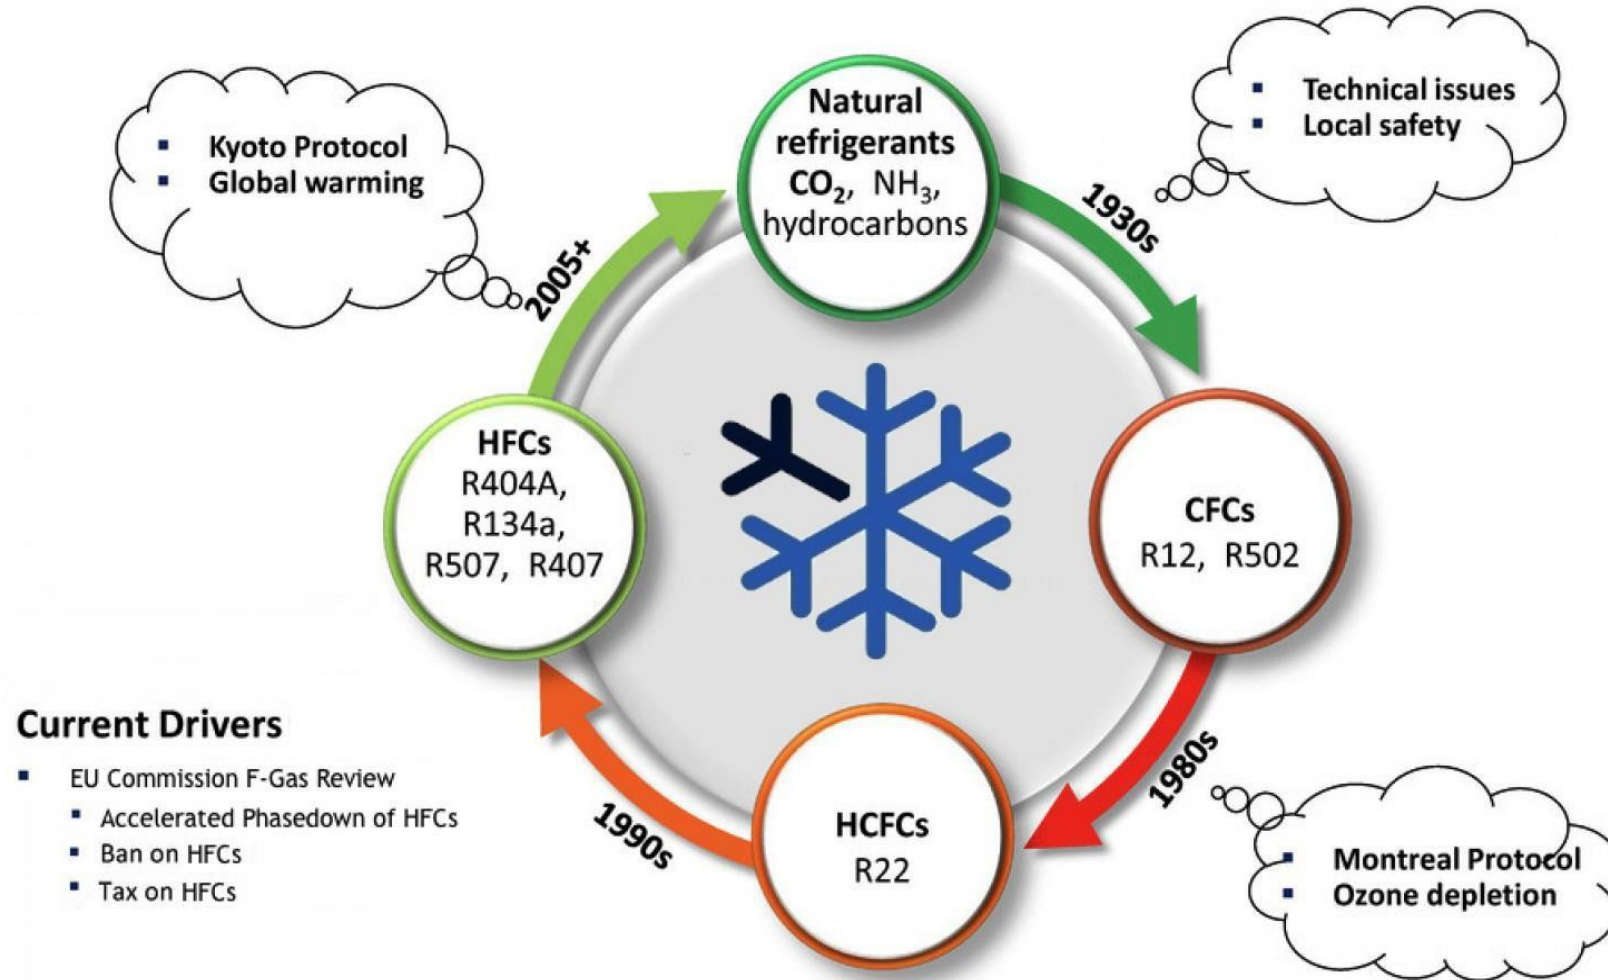 Natural
refrigerants
CO₂, NH₃,
hydrocarbons
1930s
▪ Technical issues
▪ Local safety
CFCs
R12, R502
1980s
▪ Montreal Protocol
▪ Ozone depletion
HCFCs
R22
1990s
HFCs
R404A,
R134a,
R507, R407
2005+
▪ Kyoto Protocol
▪ Global warming
Current Drivers
▪ EU Commission F-Gas Review
▪ Accelerated Phasedown of HFCs
▪ Ban on HFCs
▪ Tax on HFCs